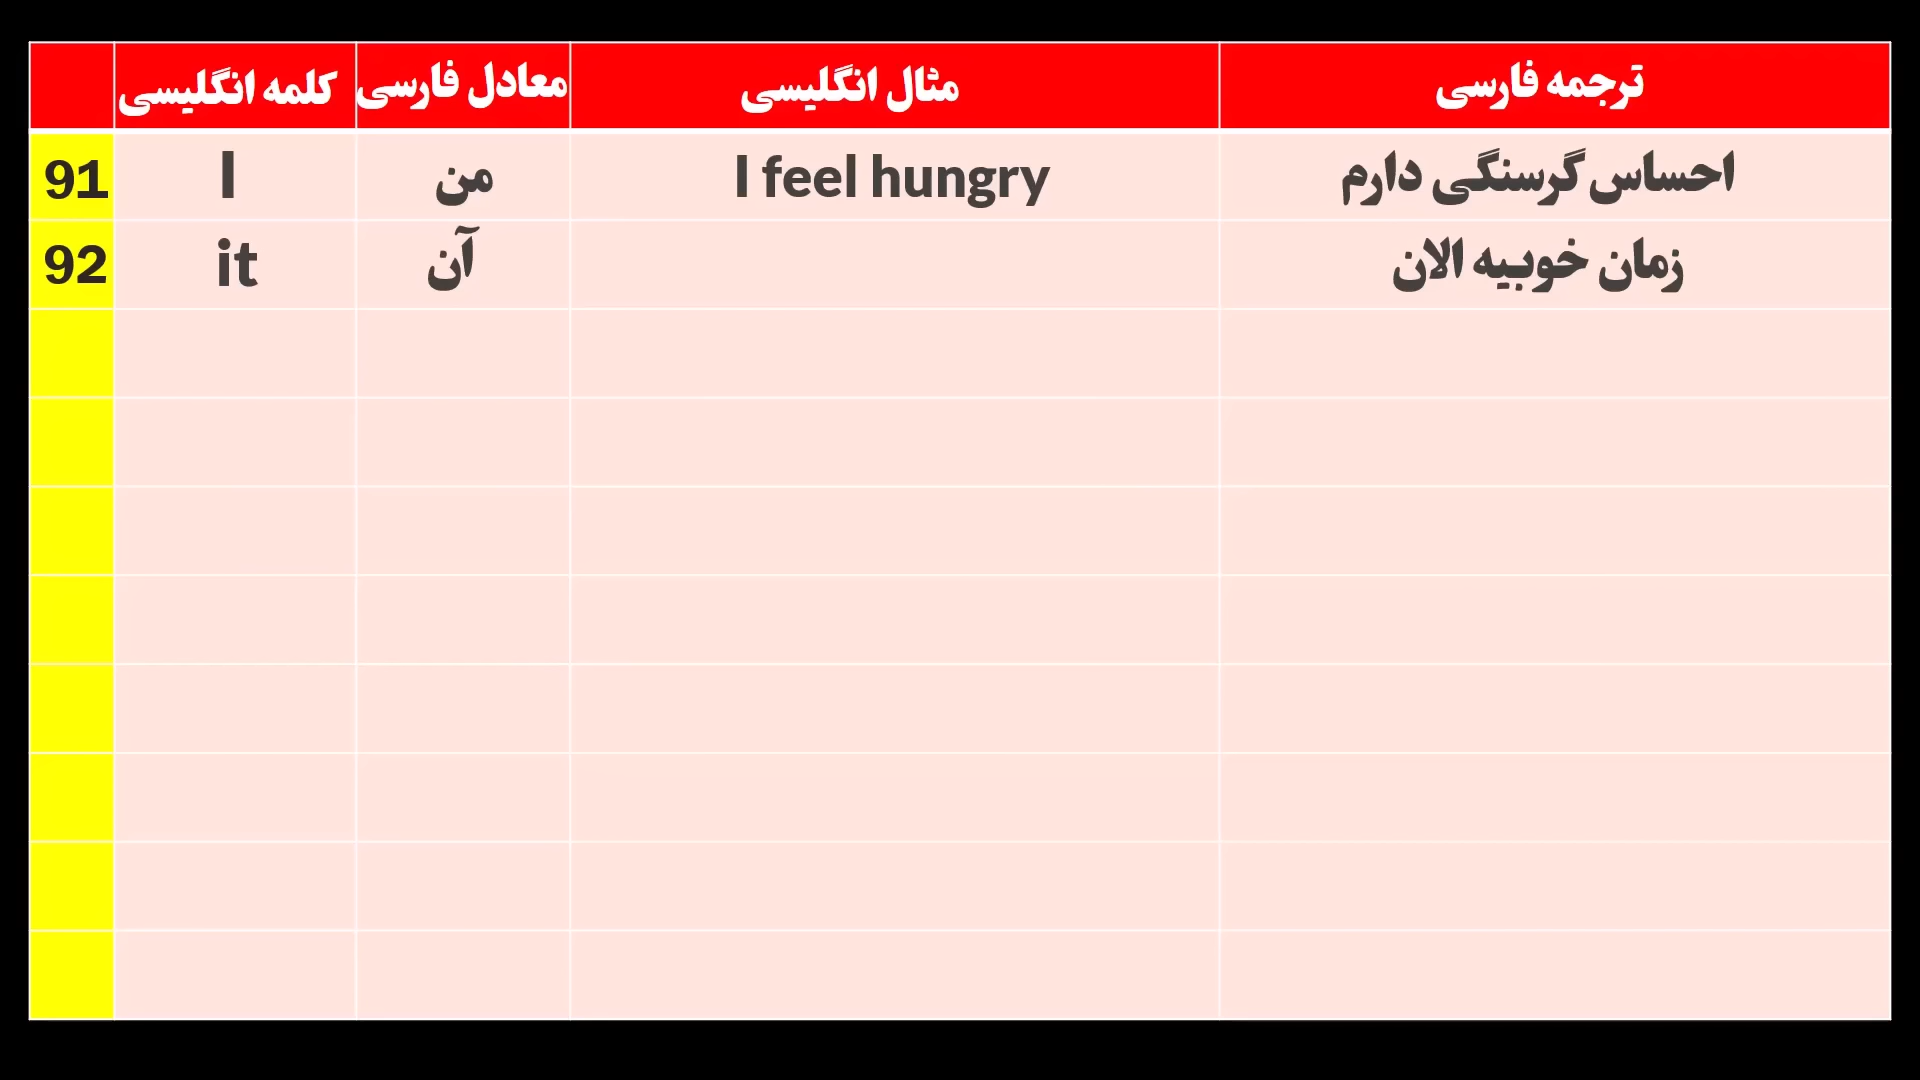 کلمه انگلیسی معادل فارسی مثال انگلیسی ترجمه فارسی
91 I من I feel hungry احساس گرسنگی دارم
92 it آن زمان خوبیه الان